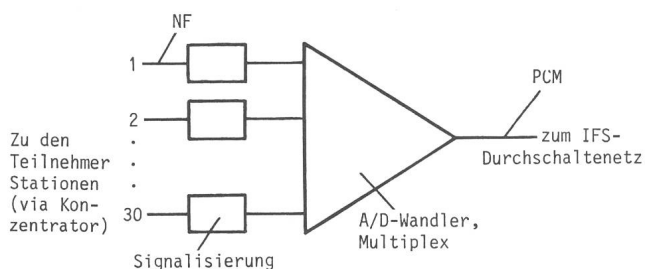 NF
1
2
30
Zu den
Teilnehmer
Stationen
(via Kon-
zentrator)
Signalisierung
A/D-Wandler,
Multiplex
PCM
zum IFS-
Durchschaltenetz